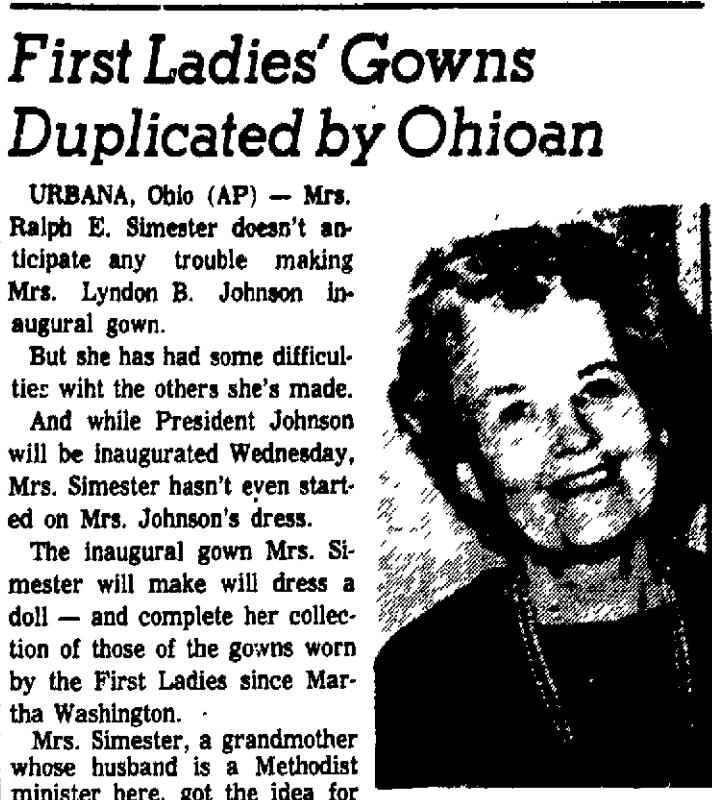 First Ladies' Gowns
Duplicated by Ohioan
URBANA, Ohio (AP) — Mrs.
Ralph E. Simester doesn't an-
ticipate any trouble making
Mrs. Lyndon B. Johnson in-
augural gown.
But she has had some difficul-
ties wiht the others she's made.
And while President Johnson
will be inaugurated Wednesday,
Mrs. Simester hasn't even start-
ed on Mrs. Johnson's dress.
The inaugural gown Mrs. Si-
mester will make will dress a
doll — and complete her collec-
tion of those of the gowns worn
by the First Ladies since Mar-
tha Washington.
Mrs. Simester, a grandmother
whose husband is a Methodist
minister here, got the idea for